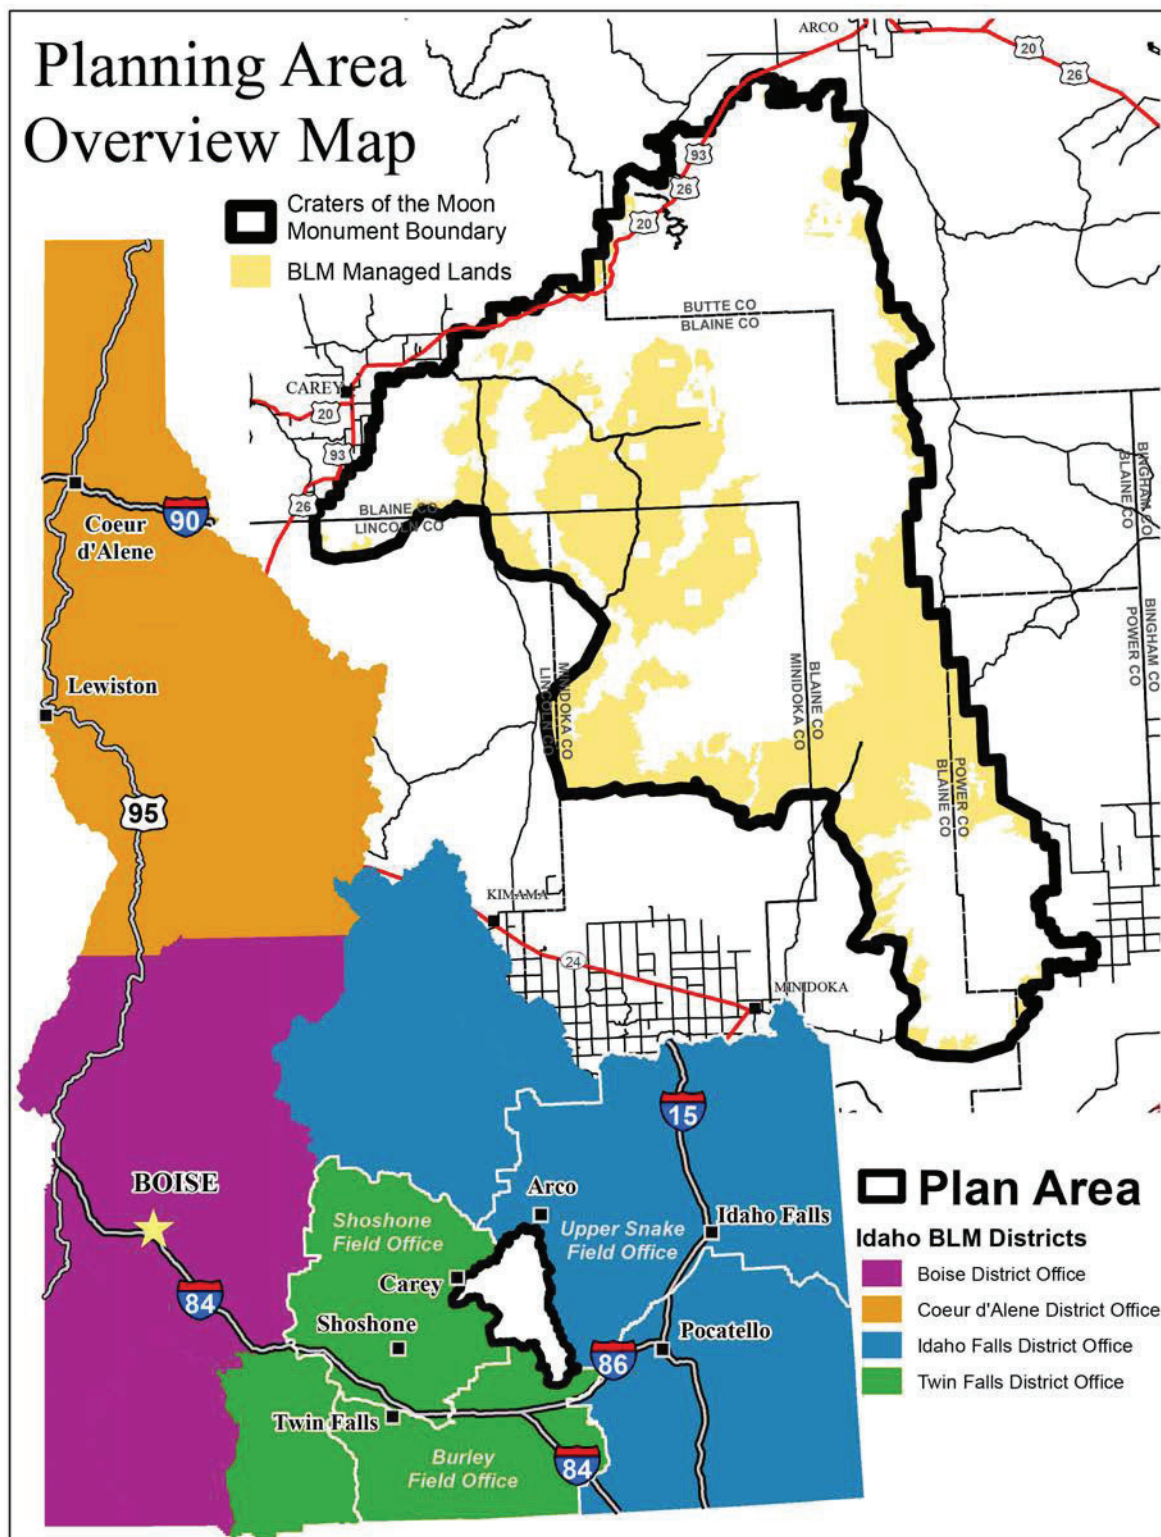 Planning Area
Overview Map
Craters of the Moon
Monument Boundary
BLM Managed Lands
ARCO
20
26
93
26
20
BUTTE CO
BLAINE CO
CAREY
20
93
26
BLAINE CO
LINCOLN CO
BINGHAM CO
BLAINE CO
BINGHAM CO
POWER CO
MINIDOKA CO
LINCOLN CO
BLAINE CO
MINIDOKA CO
POWER CO
BLAINE CO
KIMAMA
24
MINIDOKA
90
Coeur
d'Alene
Lewiston
95
BOISE
84
15
Arco
Idaho Falls
Shoshone
Field Office
Upper Snake
Field Office
Carey
Shoshone
Pocatello
86
Twin Falls
Burley
Field Office
84
Plan Area
Idaho BLM Districts
Boise District Office
Coeur d'Alene District Office
Idaho Falls District Office
Twin Falls District Office